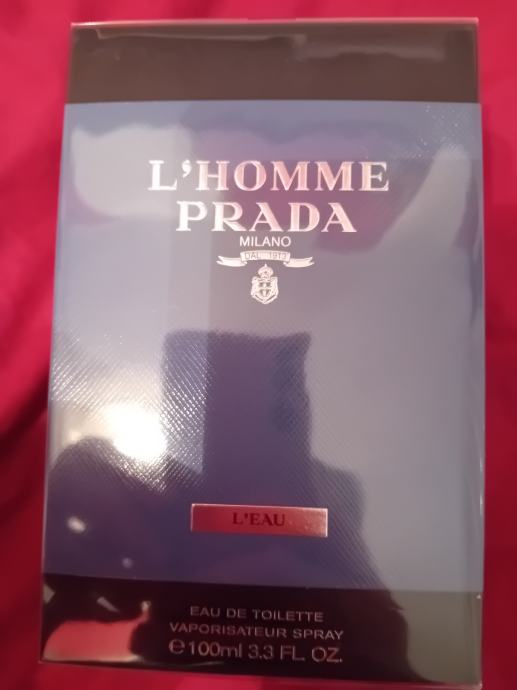 L'HOMME
PRADA
MILANO
DAL 1913
L'EAU
EAU DE TOILETTE
VAPORISATEUR SPRAY
℮100ml 3.3 FL. OZ.